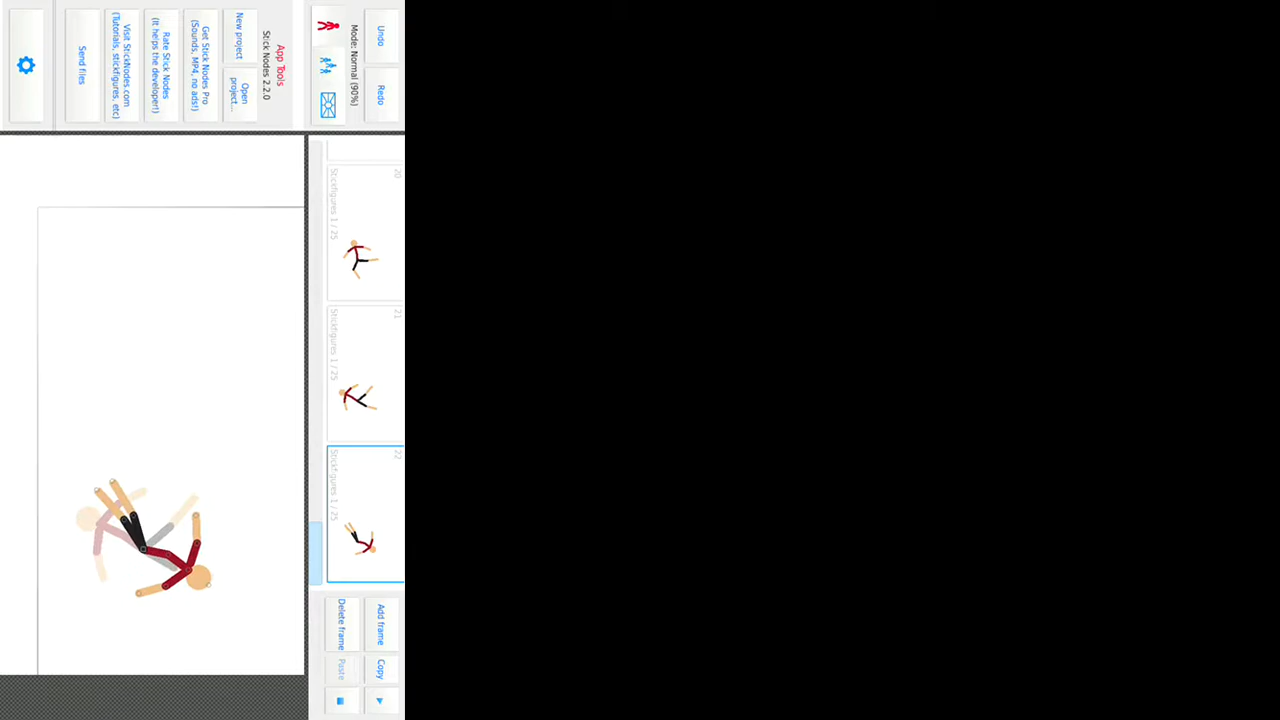 Undo
Redo
Mode: Normal (90%)
App Tools
Stick Nodes 2.2.0
New project
Open
project...
Get Stick Nodes Pro
(Sounds, MP4, no ads!)
Rate Stick Nodes
(It helps the developer!)
Visit StickNodes.com
(Tutorials, stickfigures, etc)
Send files
20
Stickfigures 1 / 25
21
Stickfigures 1 / 25
22
Stickfigures 1 / 25
Add frame
Copy
Delete frame
Paste